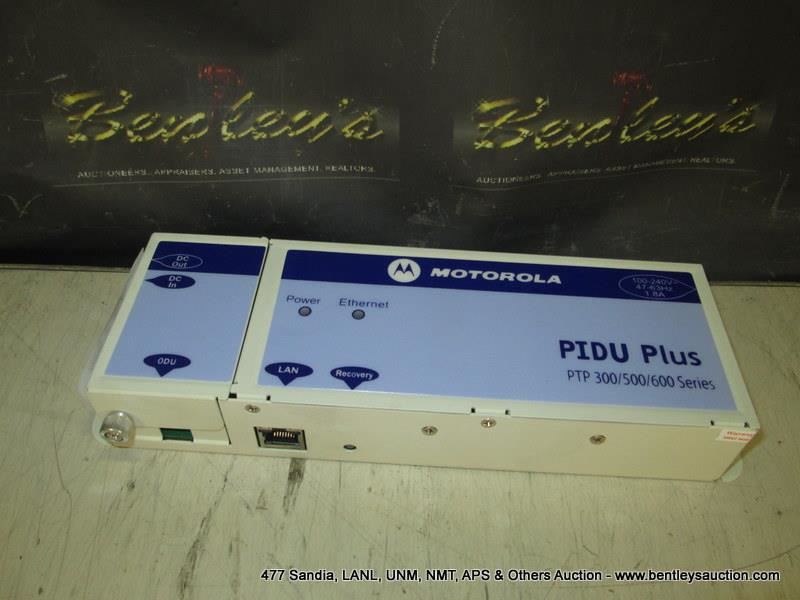 Bentley's Bentley's
AUCTIONEERS, APPRAISERS, ASSET MANAGEMENT, REALTORS. AUCTIONEERS, APPRAISERS, ASSET MANAGEMENT, REALTORS.
DC
Out
DC
In
ODU
MOTOROLA
100-240V~
47-63Hz
1.8A
Power Ethernet
PIDU Plus
PTP 300/500/600 Series
LAN Recovery
477 Sandia, LANL, UNM, NMT, APS & Others Auction - www.bentleysauction.com